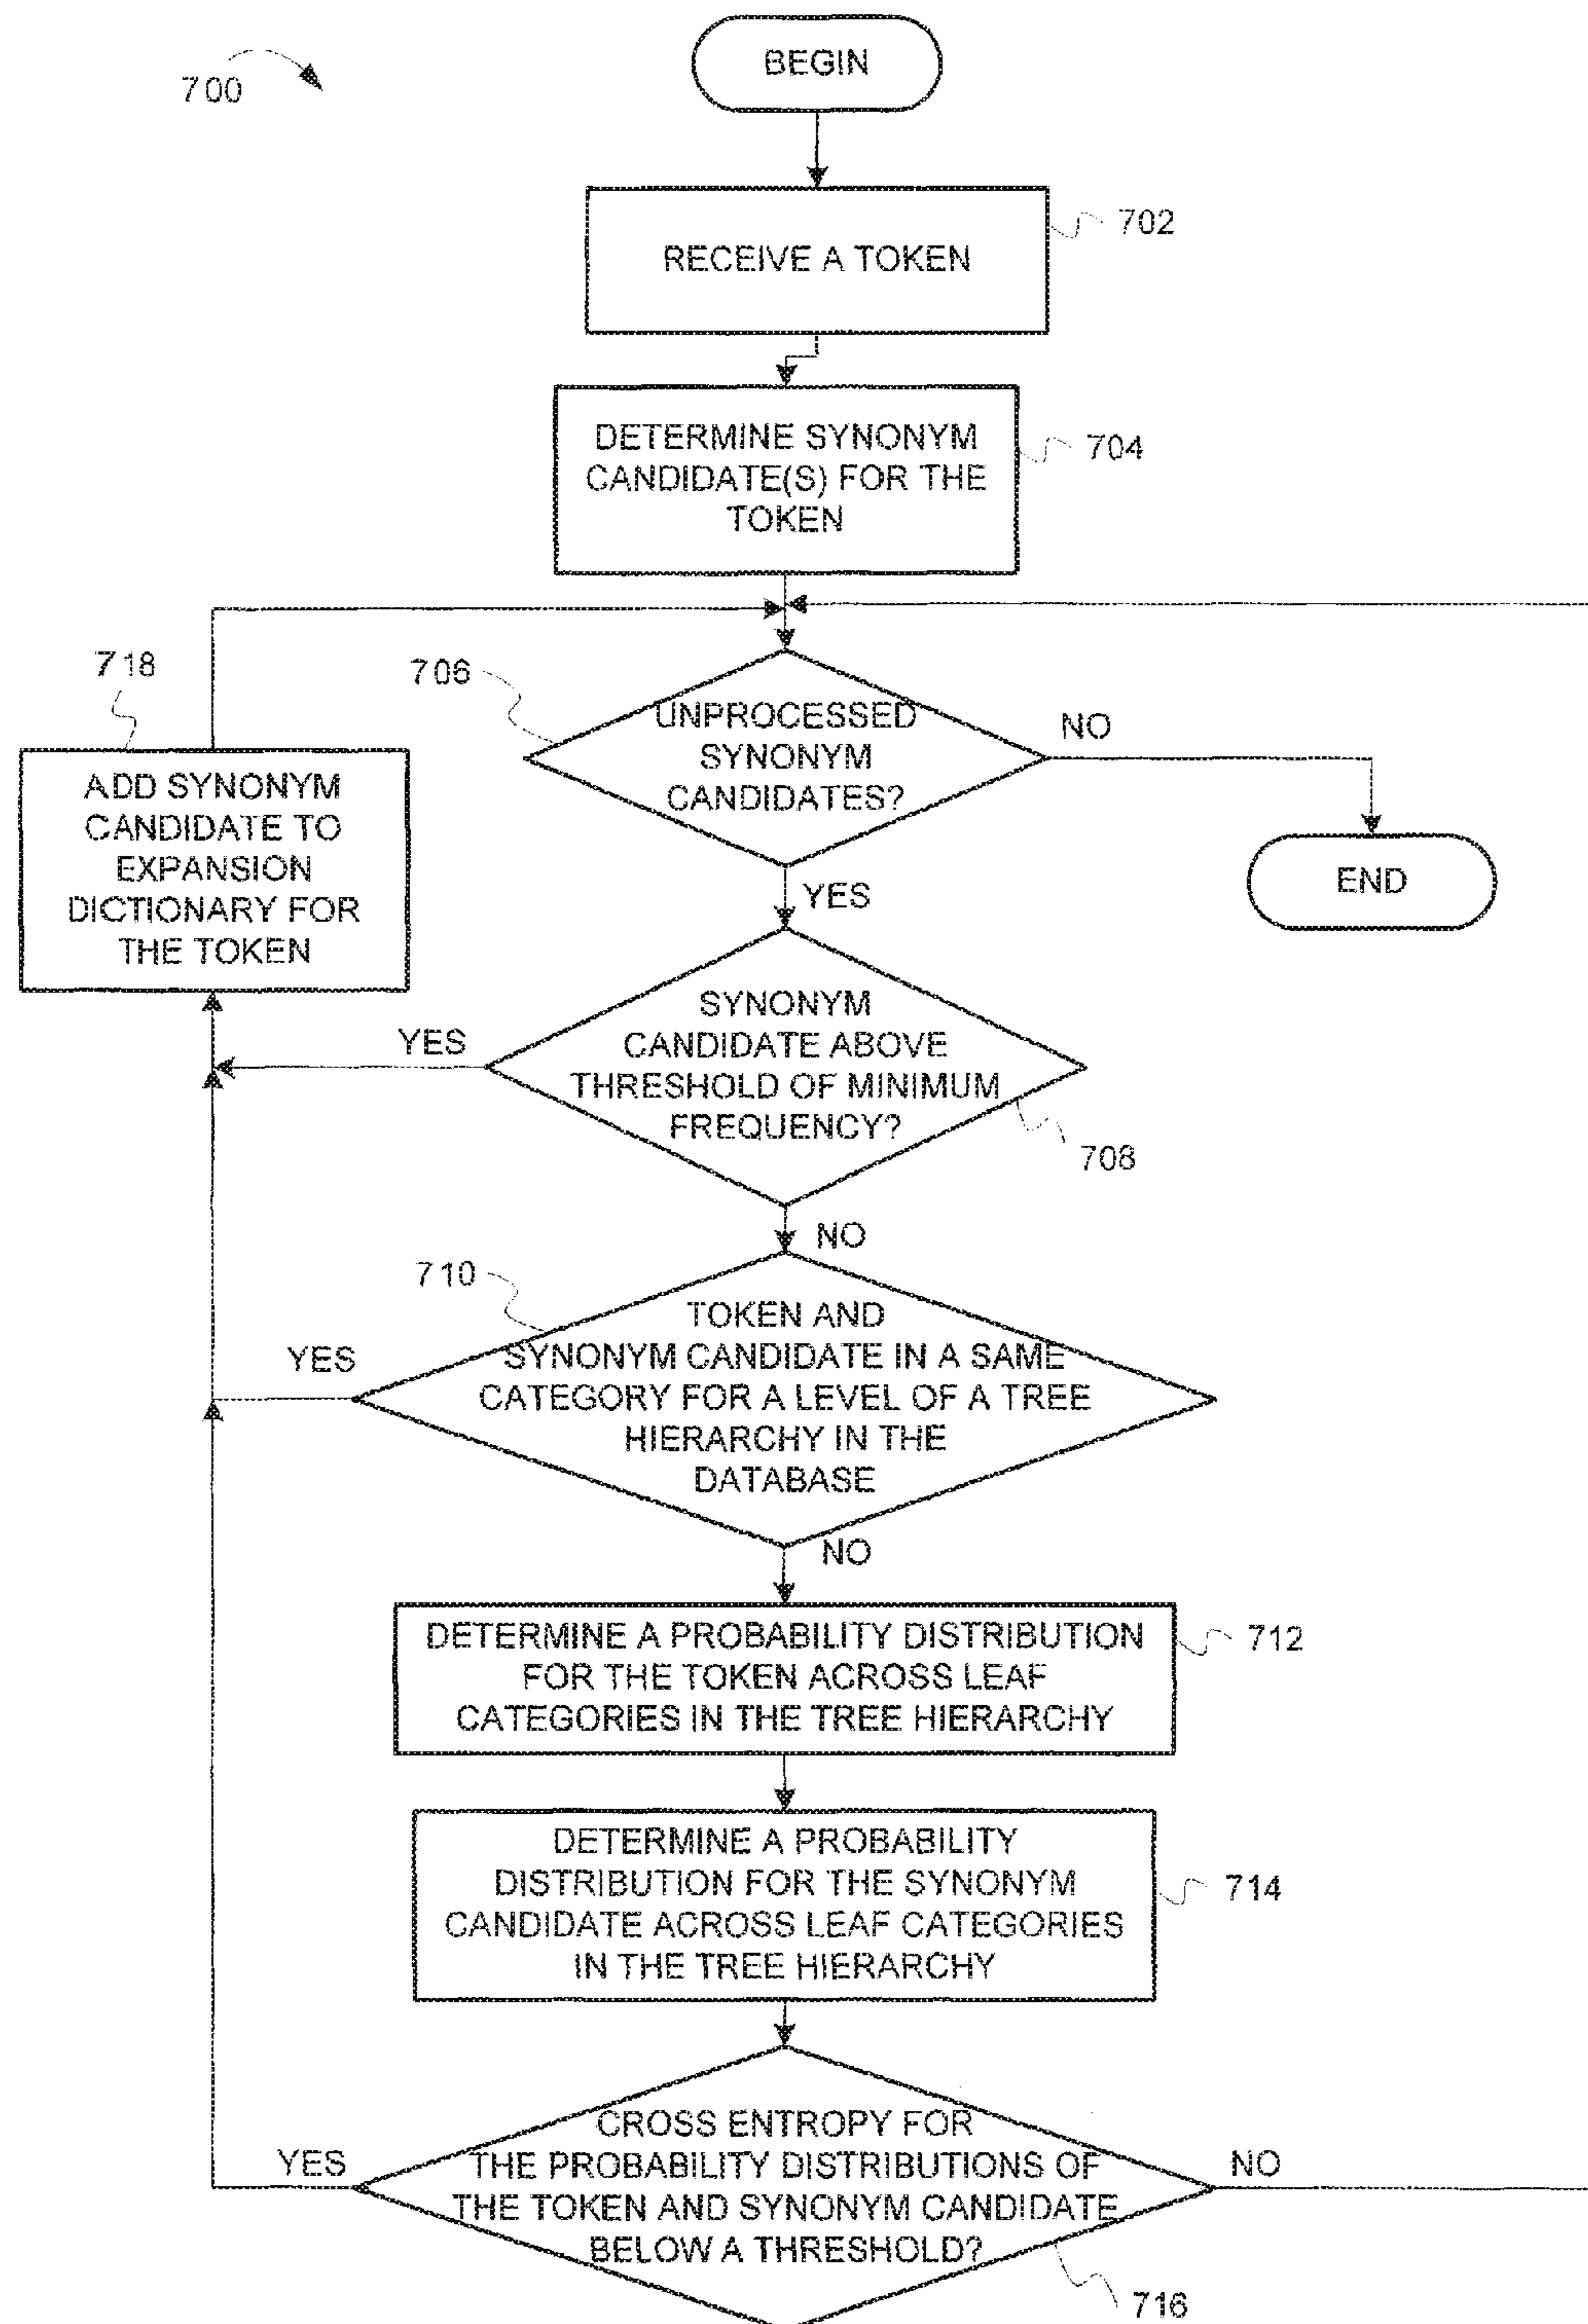 700
BEGIN
702
RECEIVE A TOKEN
DETERMINE SYNONYM
CANDIDATE(S) FOR THE
TOKEN
704
718
706
UNPROCESSED
SYNONYM
CANDIDATES?
NO
ADD SYNONYM
CANDIDATE TO
EXPANSION
DICTIONARY FOR
THE TOKEN
END
YES
SYNONYM
CANDIDATE ABOVE
THRESHOLD OF MINIMUM
FREQUENCY?
YES
708
NO
710
TOKEN AND
SYNONYM CANDIDATE IN A SAME
CATEGORY FOR A LEVEL OF A TREE
HIERARCHY IN THE
DATABASE
YES
NO
DETERMINE A PROBABILITY DISTRIBUTION
FOR THE TOKEN ACROSS LEAF
CATEGORIES IN THE TREE HIERARCHY
712
DETERMINE A PROBABILITY
DISTRIBUTION FOR THE SYNONYM
CANDIDATE ACROSS LEAF CATEGORIES
IN THE TREE HIERARCHY
714
CROSS ENTROPY FOR
THE PROBABILITY DISTRIBUTIONS OF
THE TOKEN AND SYNONYM CANDIDATE
BELOW A THRESHOLD?
YES
NO
716